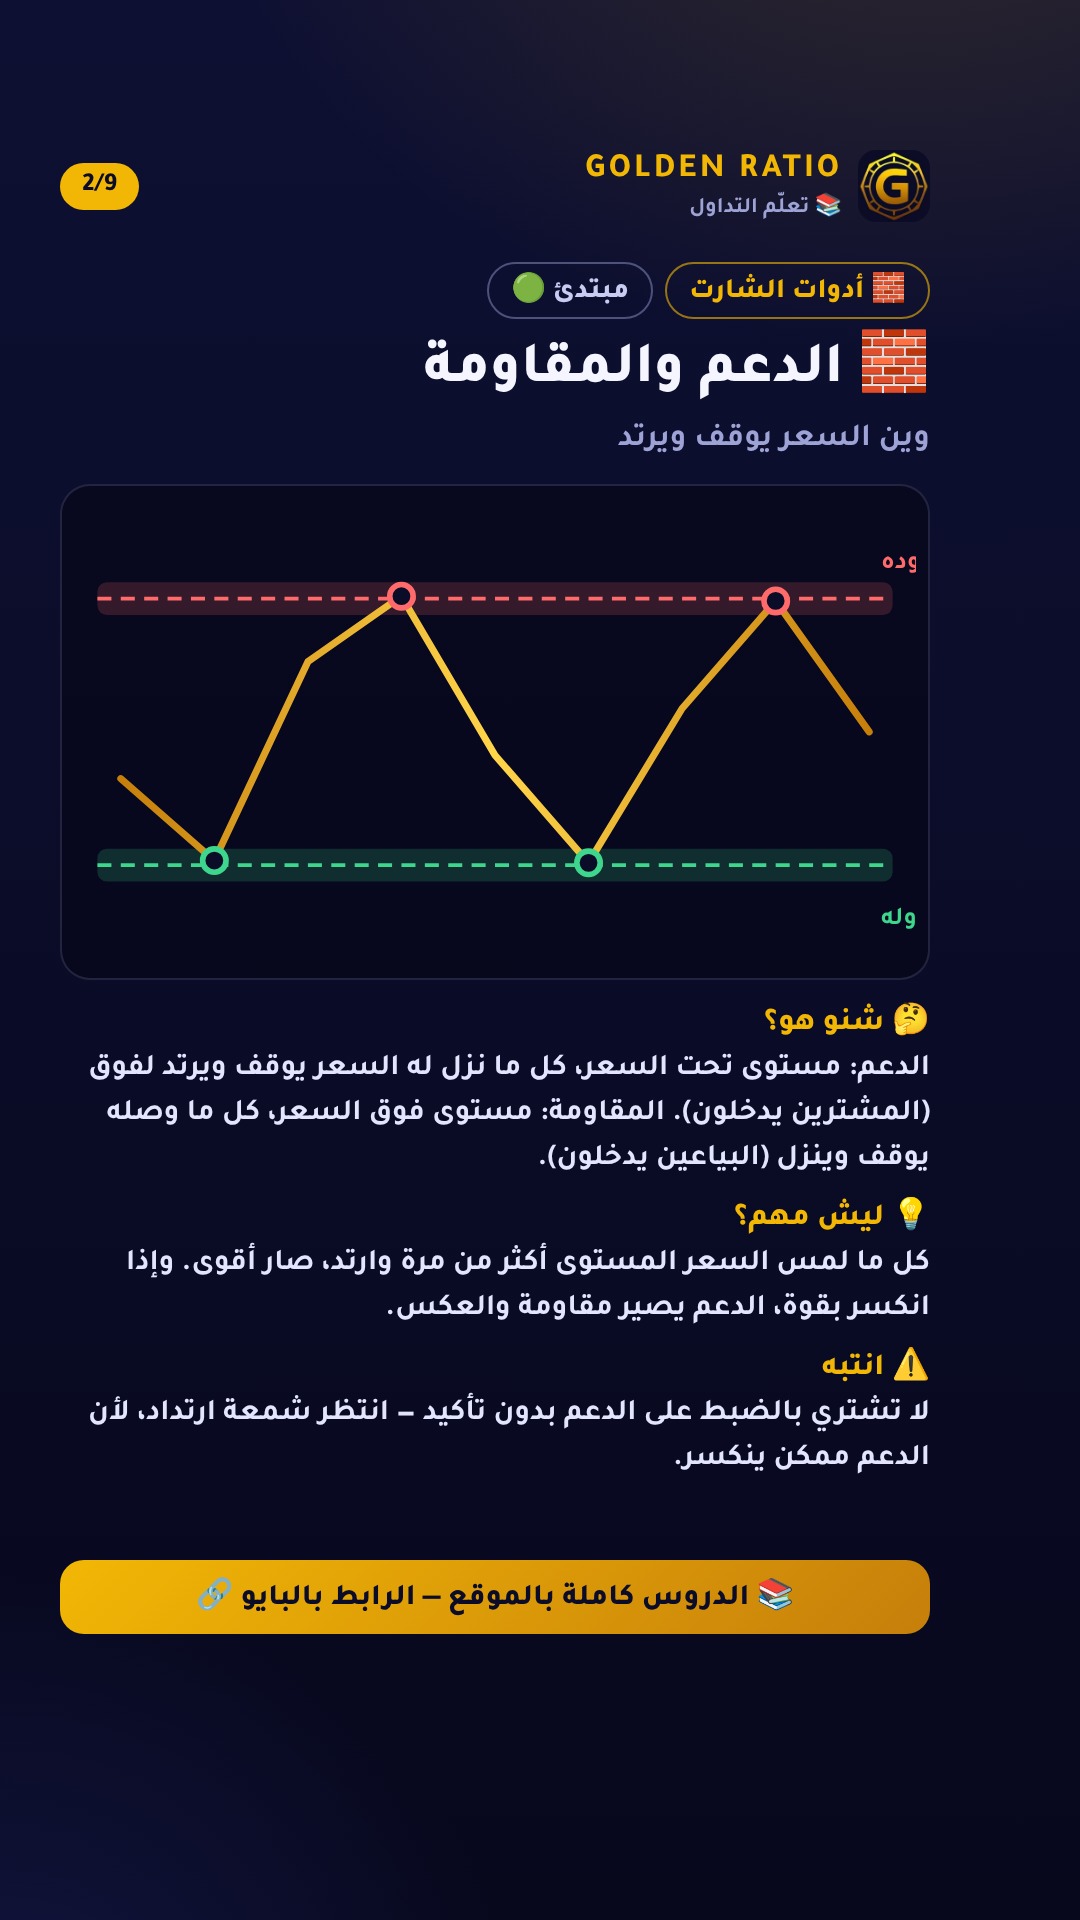 GOLDEN RATIO
📚 تعلّم التداول
2/9
🧱 أدوات الشارت
مبتدئ 🟢
🧱 الدعم والمقاومة
وين السعر يوقف ويرتد
وده
وله
🤔 شنو هو؟
الدعم: مستوى تحت السعر، كل ما نزل له السعر يوقف ويرتد لفوق
(المشترين يدخلون). المقاومة: مستوى فوق السعر، كل ما وصله
يوقف وينزل (البياعين يدخلون).
💡 ليش مهم؟
كل ما لمس السعر المستوى أكثر من مرة وارتد، صار أقوى. وإذا
انكسر بقوة، الدعم يصير مقاومة والعكس.
⚠️ انتبه
لا تشتري بالضبط على الدعم بدون تأكيد — انتظر شمعة ارتداد، لأن
الدعم ممكن ينكسر.
📚 الدروس كاملة بالموقع — الرابط بالبايو 🔗